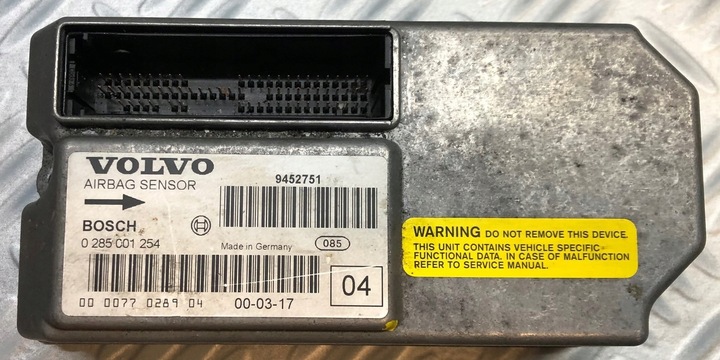 VOLVO
AIRBAG SENSOR
9452751
BOSCH
0 285 001 254
Made in Germany
085
00 0077 0289 04
00-03-17
04
WARNING DO NOT REMOVE THIS DEVICE.
THIS UNIT CONTAINS VEHICLE SPECIFIC
FUNCTIONAL DATA. IN CASE OF MALFUNCTION
REFER TO SERVICE MANUAL.